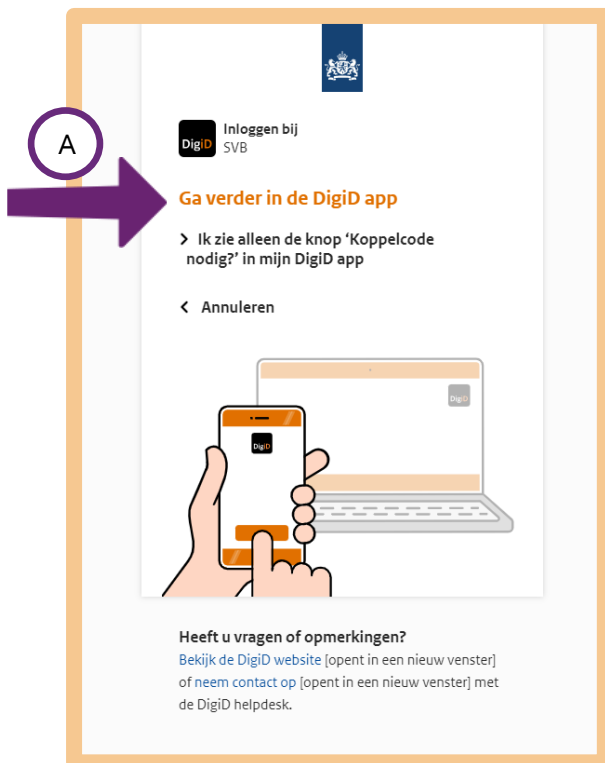 A
DigiD
Inloggen bij
SVB
Ga verder in de DigiD app
Ik zie alleen de knop ‘Koppelcode
nodig?’ in mijn DigiD app
Annuleren
DigiD
DigiD
Heeft u vragen of opmerkingen?
Bekijk de DigiD website [opent in een nieuw venster]
of neem contact op [opent in een nieuw venster] met
de DigiD helpdesk.